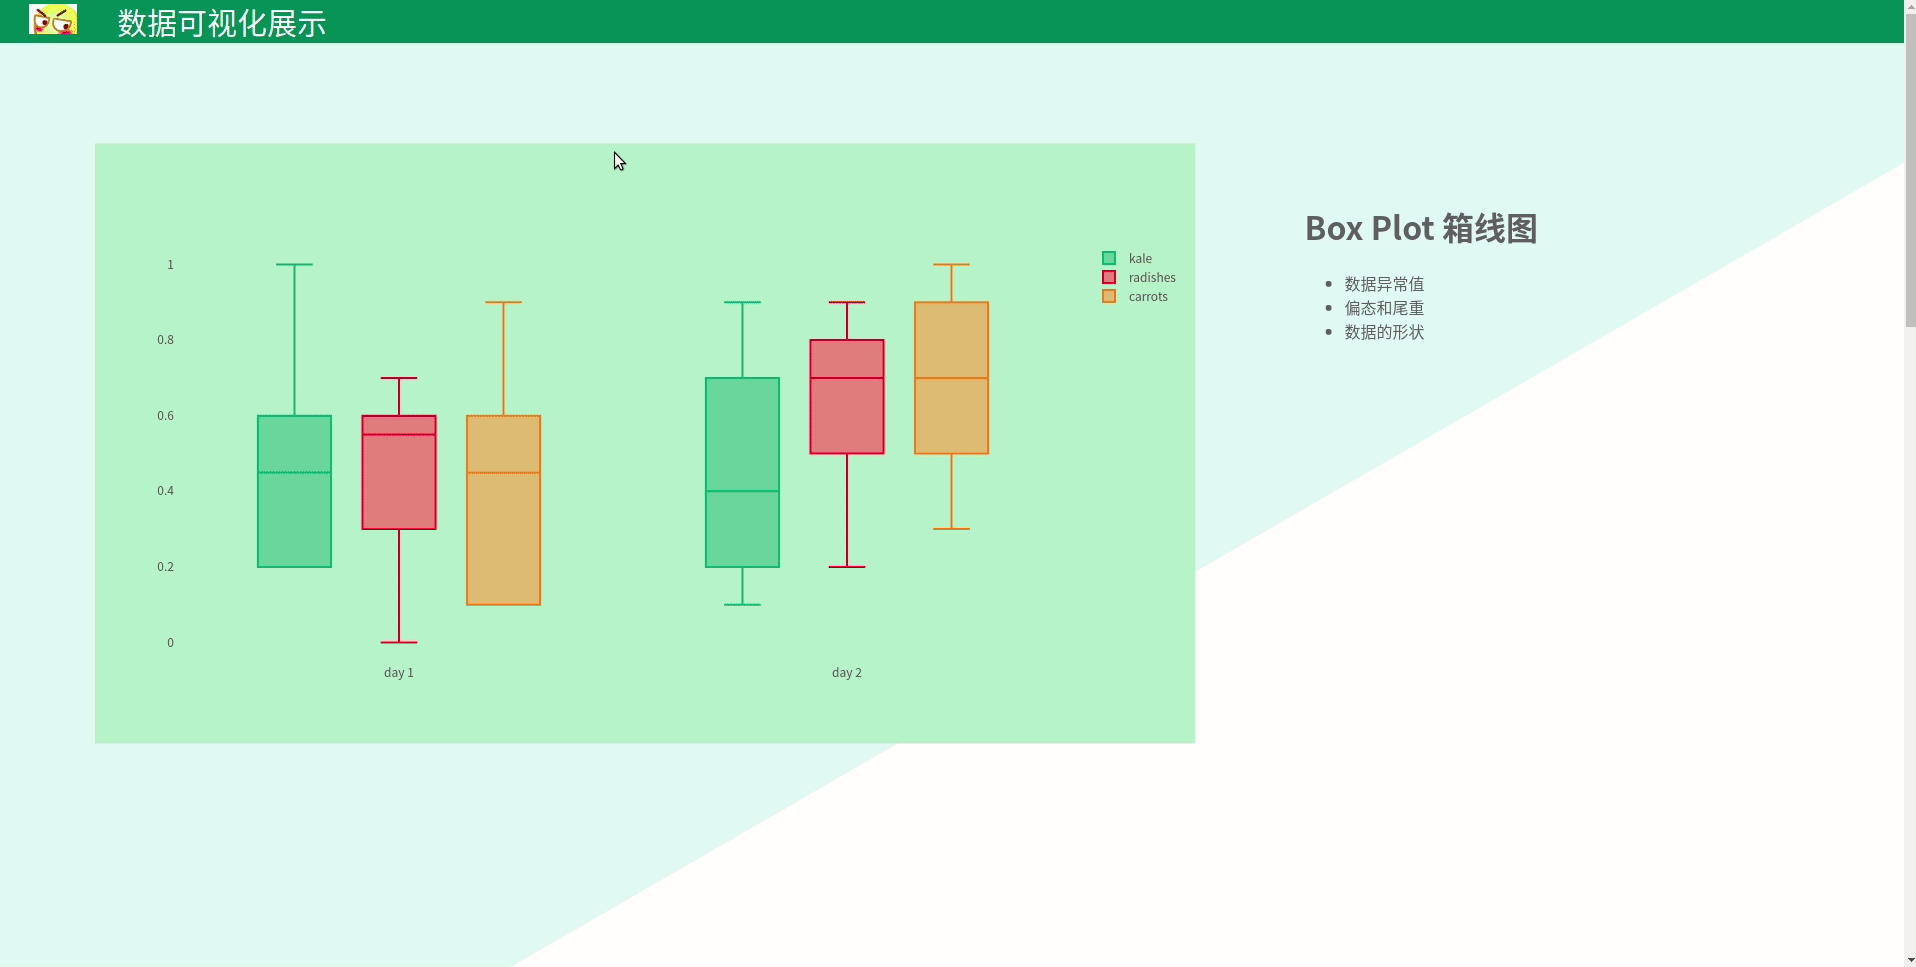 数据可视化展示
Box Plot 箱线图
数据异常值
偏态和尾重
数据的形状
kale
radishes
carrots
1
0.8
0.6
0.4
0.2
0
day 1
day 2